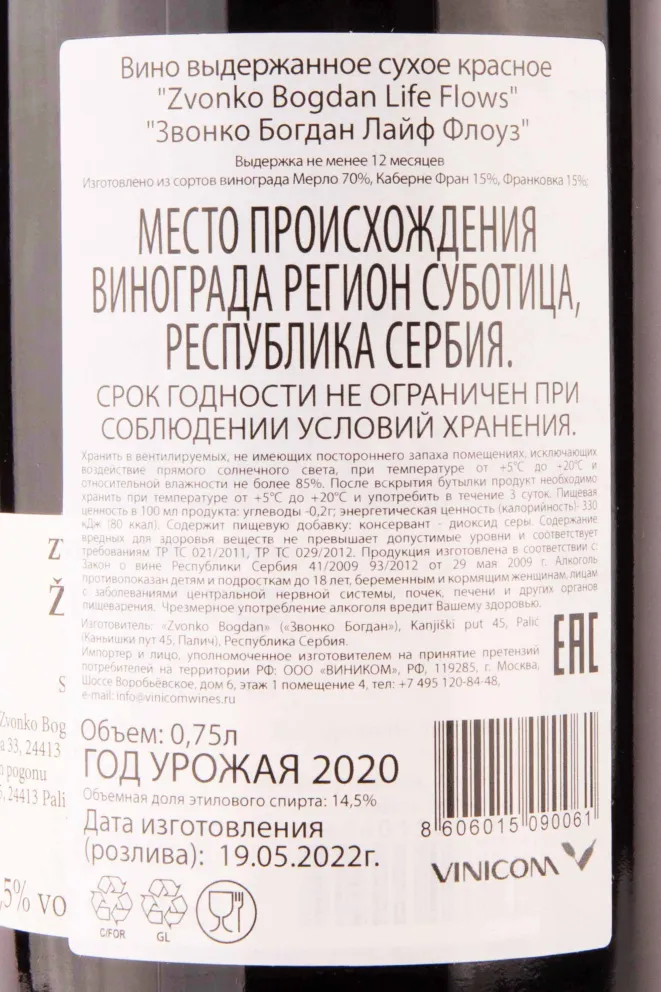 Вино выдержанное сухое красное
"Zvonko Bogdan Life Flows"
"Звонко Богдан Лайф Флоуз"
Выдержка не менее 12 месяцев
Изготовлено из сортов винограда Мерло 70%, Каберне Фран 15%, Франковка 15%;
МЕСТО ПРОИСХОЖДЕНИЯ
ВИНОГРАДА РЕГИОН СУБОТИЦА,
РЕСПУБЛИКА СЕРБИЯ.
СРОК ГОДНОСТИ НЕ ОГРАНИЧЕН ПРИ
СОБЛЮДЕНИИ УСЛОВИЙ ХРАНЕНИЯ.
Хранить в вентилируемых, не имеющих постороннего запаха помещениях, исключающих
воздействие прямого солнечного света, при температуре от +5°С до +20°С и
относительной влажности не более 85%. После вскрытия бутылки продукт необходимо
хранить при температуре от +5°С до +20°С и употребить в течение 3 суток. Пищевая
ценность в 100 мл продукта: углеводы -0,2г; энергетическая ценность (калорийность)- 330
кДж (80 ккал). Содержит пищевую добавку: консервант - диоксид серы. Содержание
вредных для здоровья веществ не превышает допустимые уровни и соответствует
требованиям ТР ТС 021/2011, ТР ТС 029/2012. Продукция изготовлена в соответствии с
Закон о вине Републики Сербия 41/2009 93/2012 от 29 мая 2009 г. Алкоголь
противопоказан детям и подросткам до 18 лет, беременным и кормящим женщинам, лицам
с заболеваниями центральной нервной системы, почек, печени и других органов
пищеварения. Чрезмерное употребление алкоголя вредит Вашему здоровью.
Изготовитель: «Zvonko Bogdan» («Звонко Богдан»), Kanjiški put 45, Palić
(Каньишки пут 45, Палич), Республика Сербия.
Импортер и лицо, уполномоченное изготовителем на принятие претензий
потребителей на территории РФ: ООО «ВИНИКОМ», РФ, 119285, г. Москва,
Шоссе Воробьёвское, дом 6, этаж 1 помещение 4, тел: +7 495 120-84-48,
e-mail: info@vinicomwines.ru
EAC
Объем: 0,75л
ГОД УРОЖАЯ 2020
Объемная доля этилового спирта: 14,5%
Дата изготовления
(розлива): 19.05.2022г.
8 606015 090061
VINICOM
C/FOR
GL
Ž
Zvonko Bog
a 33, 24413
pogonu
, 24413 Pali
,5% VO